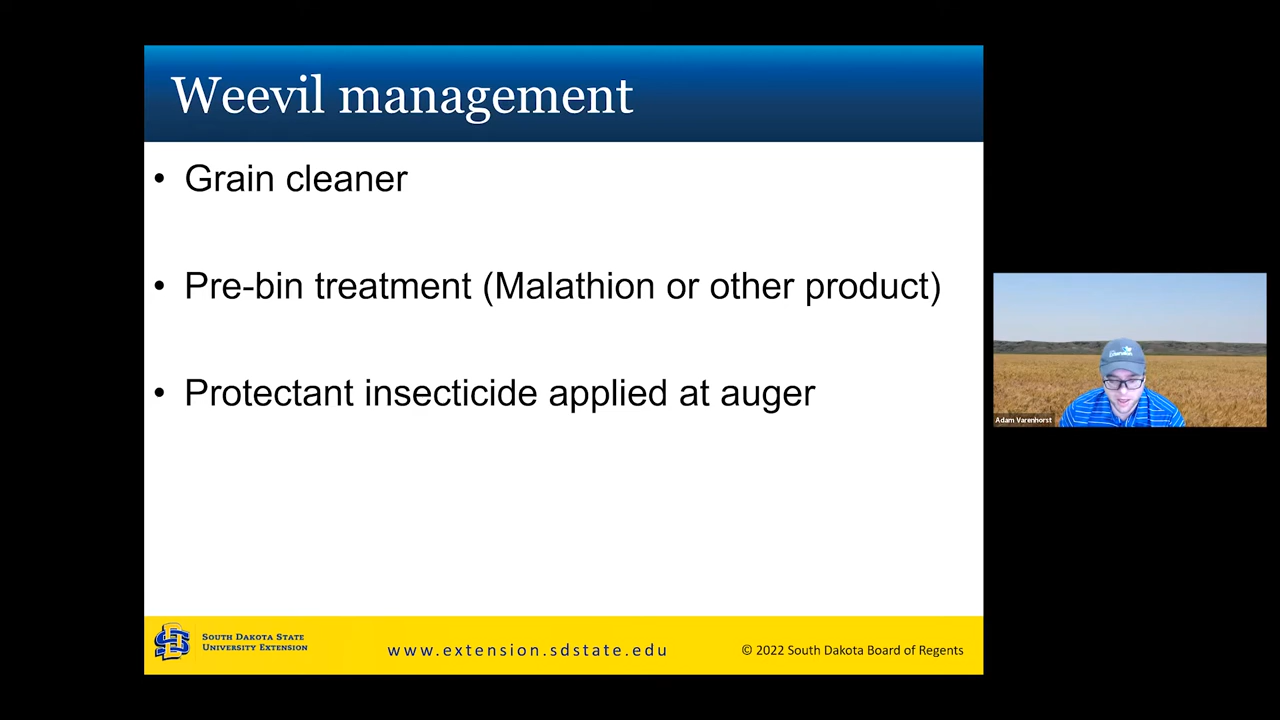 Weevil management
• Grain cleaner
• Pre-bin treatment (Malathion or other product)
• Protectant insecticide applied at auger
South Dakota State
University Extension
www.extension.sdstate.edu
© 2022 South Dakota Board of Regents
Extension
Adam Varenhorst